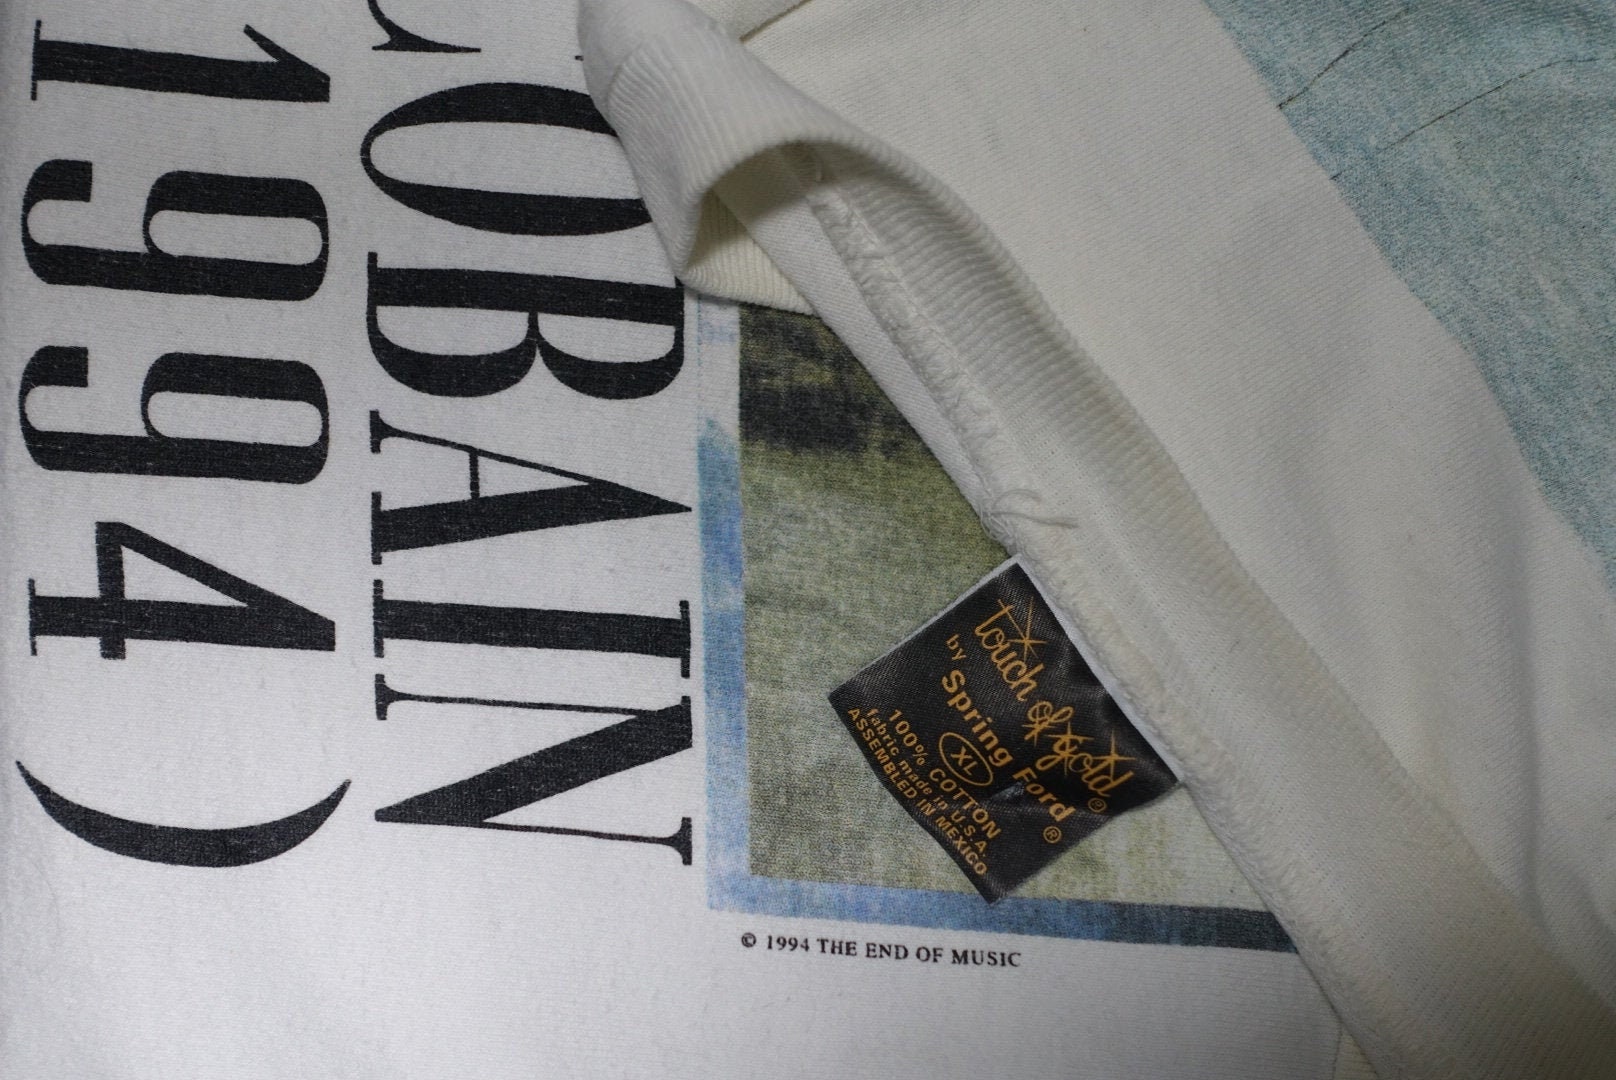 COBAIN
1994)
© 1994 THE END OF MUSIC
touch of gold ®
by Spring Ford ®
XL
100% COTTON
fabric made in U.S.A.
ASSEMBLED IN MEXICO